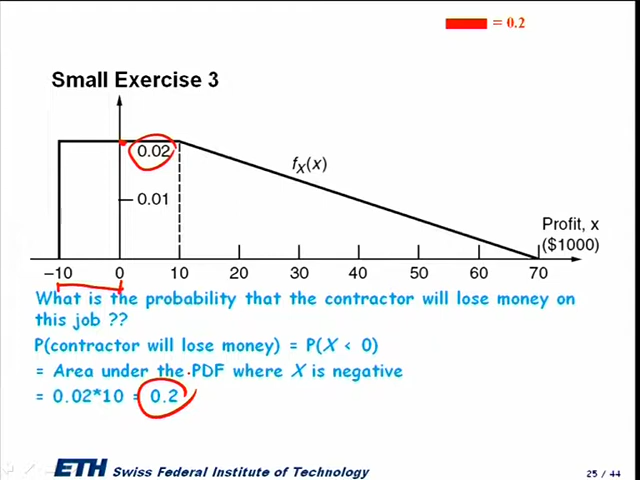 = 0.2
Small Exercise 3
0.02
fX(x)
0.01
Profit, x
($1000)
−10 0 10 20 30 40 50 60 70
What is the probability that the contractor will lose money on
this job ??
P(contractor will lose money) = P(X < 0)
= Area under the PDF where X is negative
= 0.02*10 = 0.2
ETH Swiss Federal Institute of Technology
25 / 44